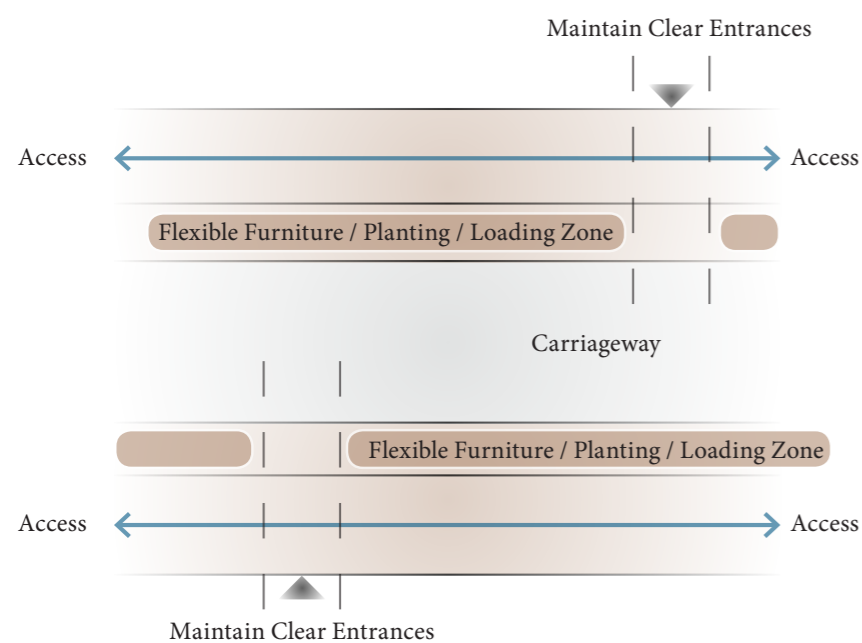 Maintain Clear Entrances
Access
Access
Flexible Furniture / Planting / Loading Zone
Carriageway
Flexible Furniture / Planting / Loading Zone
Access
Access
Maintain Clear Entrances